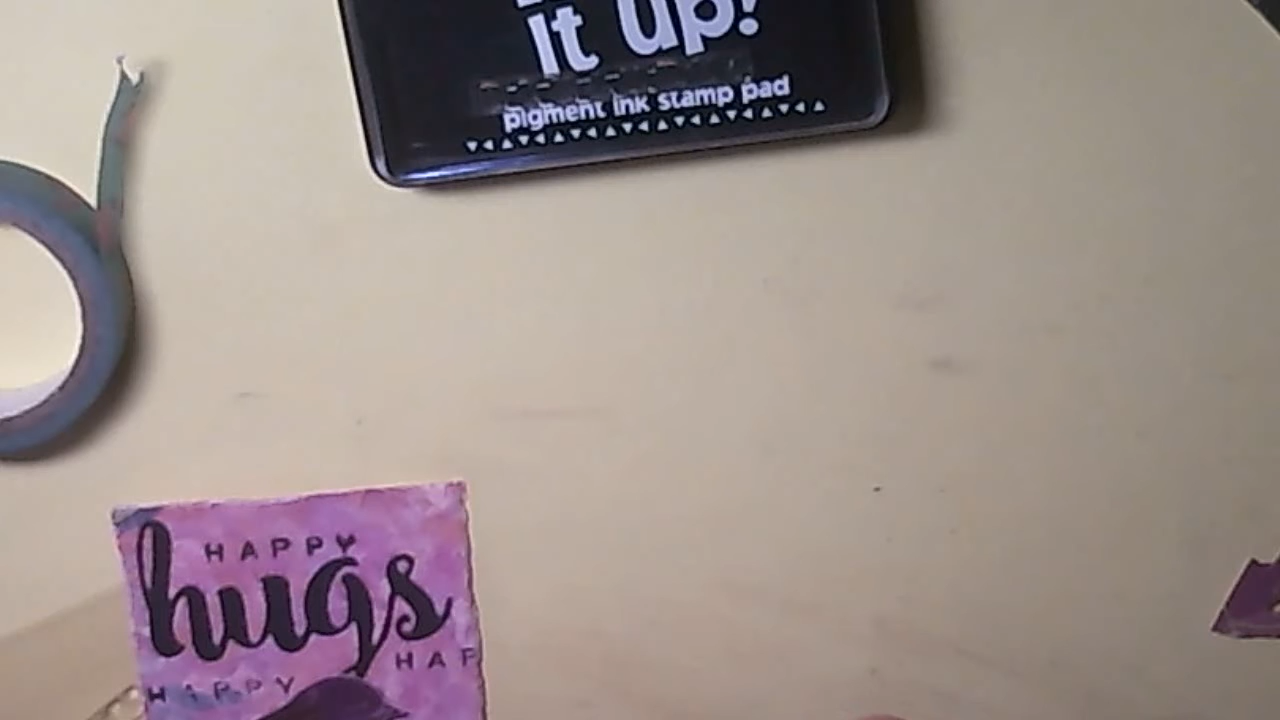 it up!
pigment ink stamp pad
HAPPY
hugs
HAP
HAPPY